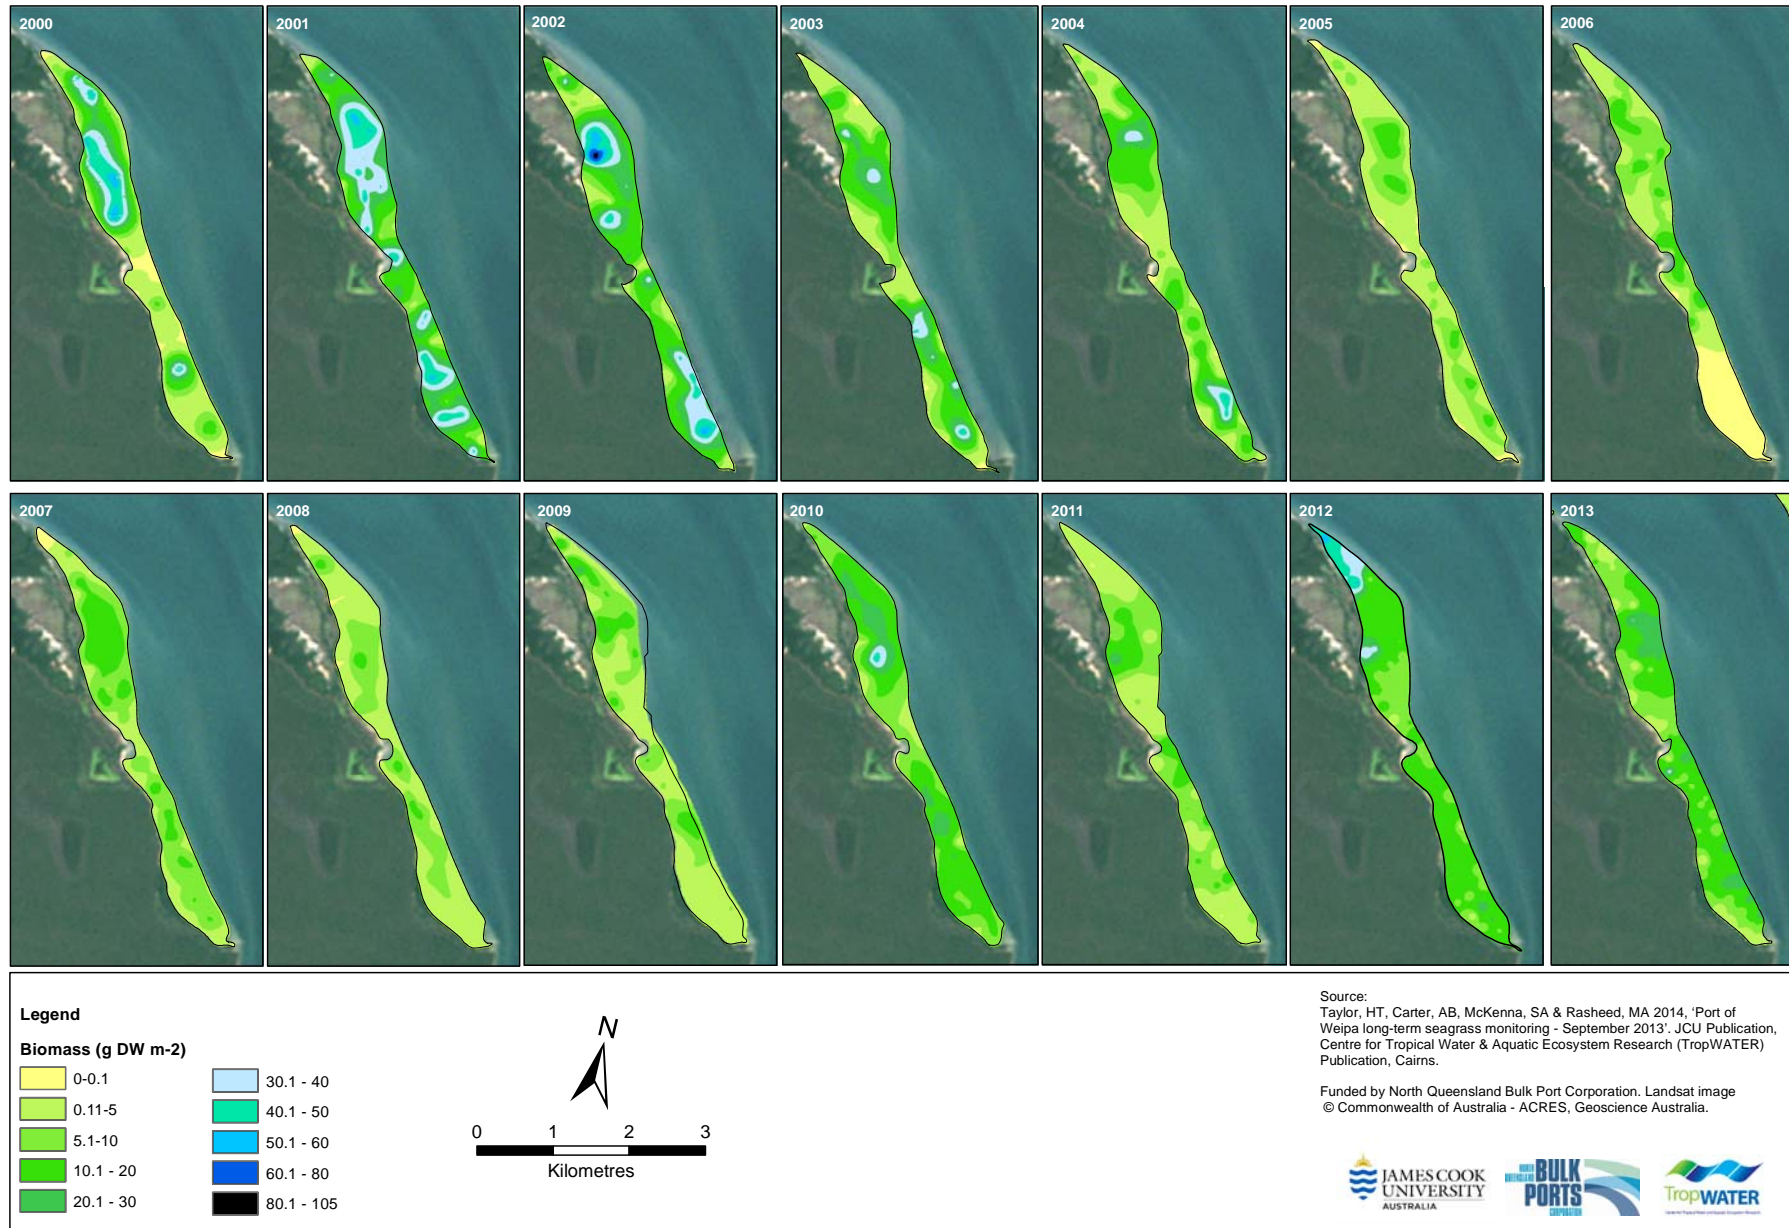 2000
2001
2002
2003
2004
2005
2006
2007
2008
2009
2010
2011
2012
2013
Legend
Biomass (g DW m-2)
0-0.1
0.11-5
5.1-10
10.1 - 20
20.1 - 30
30.1 - 40
40.1 - 50
50.1 - 60
60.1 - 80
80.1 - 105
N
0 1 2 3
Kilometres
Source:
Taylor, HT, Carter, AB, McKenna, SA & Rasheed, MA 2014, ‘Port of
Weipa long-term seagrass monitoring - September 2013’. JCU Publication,
Centre for Tropical Water & Aquatic Ecosystem Research (TropWATER)
Publication, Cairns.
Funded by North Queensland Bulk Port Corporation. Landsat image
© Commonwealth of Australia - ACRES, Geoscience Australia.
JAMES COOK
UNIVERSITY
AUSTRALIA
NORTH
QUEENSLAND
BULK
PORTS
CORPORATION
TropWATER